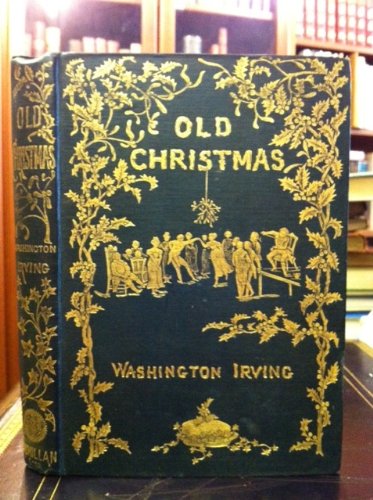 OLD
CHRISTMAS
WASHINGTON
IRVING
OLD
CHRISTMAS
WASHINGTON IRVING